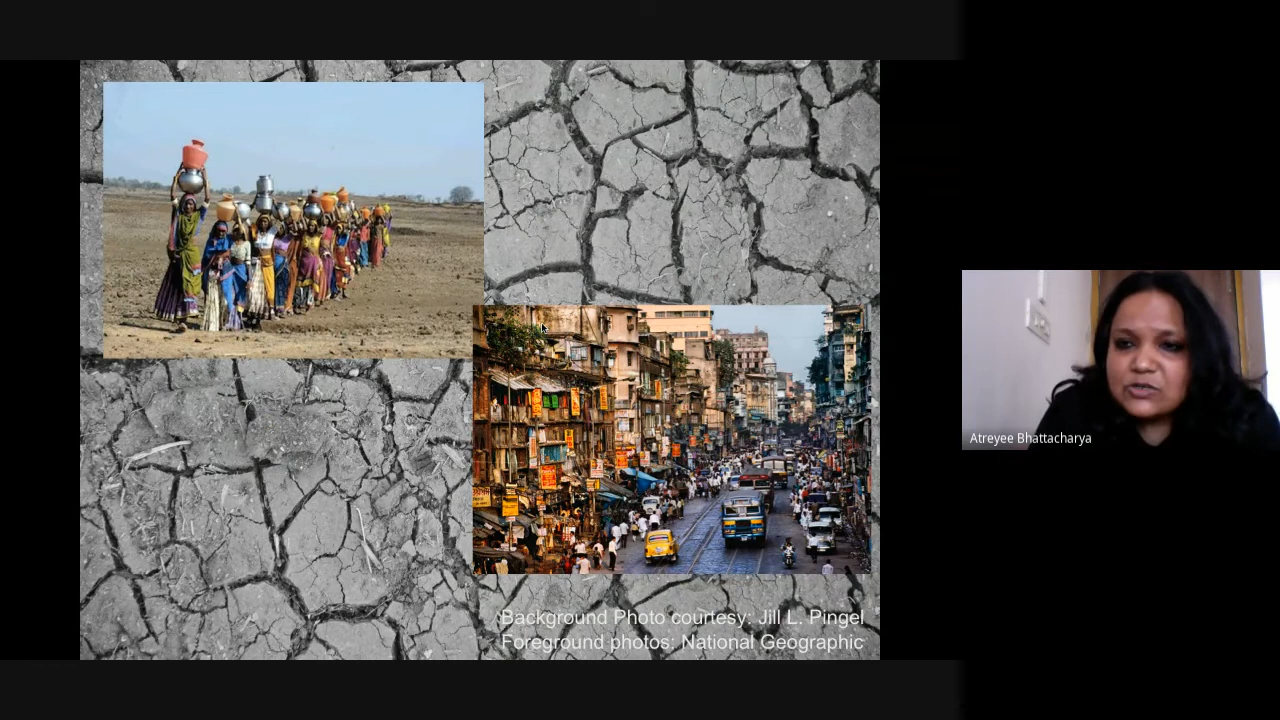 Background Photo courtesy: Jill L. Pingel
Foreground photos: National Geographic
Atreyee Bhattacharya